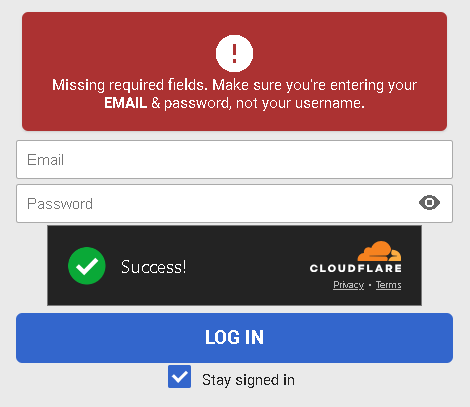 !
Missing required fields. Make sure you're entering your
EMAIL & password, not your username.
Email
Password
Success!
CLOUDFLARE
Privacy • Terms
LOG IN
Stay signed in